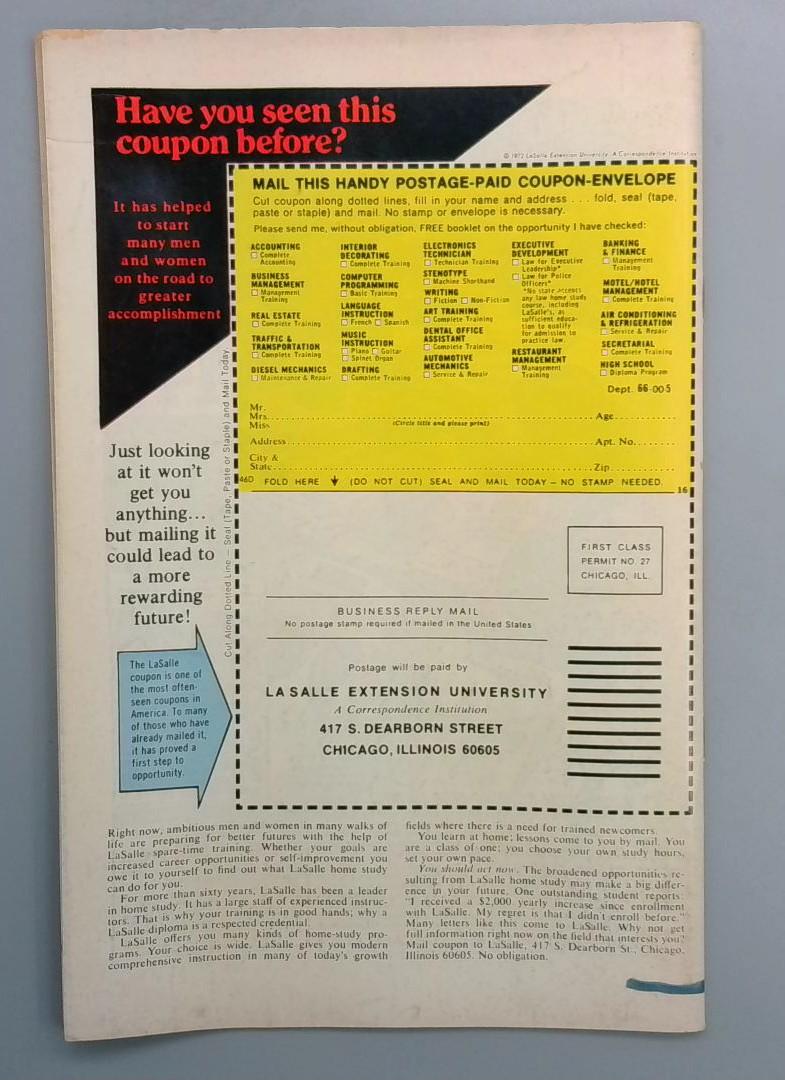 Have you seen this
coupon before?
It has helped
to start
many men
and women
on the road to
greater
accomplishment
© 1972 LaSalle Extension University. A Correspondence Institution
MAIL THIS HANDY POSTAGE-PAID COUPON-ENVELOPE
Cut coupon along dotted lines, fill in your name and address . . . fold, seal (tape,
paste or staple) and mail. No stamp or envelope is necessary.
Please send me, without obligation, FREE booklet on the opportunity I have checked:
ACCOUNTING
Complete
Accounting
BUSINESS
MANAGEMENT
Management
Training
REAL ESTATE
Complete Training
TRAFFIC &
TRANSPORTATION
Complete Training
DIESEL MECHANICS
Maintenance & Repair
INTERIOR
DECORATING
Complete Training
COMPUTER
PROGRAMMING
Basic Training
LANGUAGE
INSTRUCTION
French Spanish
MUSIC
INSTRUCTION
Piano Guitar
Spinet Organ
DRAFTING
Complete Training
ELECTRONICS
TECHNICIAN
Technician Training
STENOTYPE
Machine Shorthand
WRITING
Fiction Non-Fiction
ART TRAINING
Complete Training
DENTAL OFFICE
ASSISTANT
Complete Training
AUTOMOTIVE
MECHANICS
Service & Repair
EXECUTIVE
DEVELOPMENT
Law for Executive
Leadership*
Law for Police
Officers*
*No state accepts
any law home study
course, including
LaSalle's, as
sufficient educa-
tion to qualify
for admission to
practice law.
RESTAURANT
MANAGEMENT
Management
Training
BANKING
& FINANCE
Management
Training
MOTEL/HOTEL
MANAGEMENT
Complete Training
AIR CONDITIONING
& REFRIGERATION
Service & Repair
SECRETARIAL
Complete Training
HIGH SCHOOL
Diploma Program
Dept. 66-005
Mr.
Mrs.
Miss
Age
(Circle title and please print)
Address
Apt. No.
City &
State
Zip
46D FOLD HERE (DO NOT CUT) SEAL AND MAIL TODAY – NO STAMP NEEDED.
16
Cut Along Dotted Line — Seal (Tape, Paste or Staple) and Mail Today
Just looking
at it won't
get you
anything...
but mailing it
could lead to
a more
rewarding
future!
The LaSalle
coupon is one of
the most often-
seen coupons in
America. To many
of those who have
already mailed it,
it has proved a
first step to
opportunity.
FIRST CLASS
PERMIT NO. 27
CHICAGO, ILL.
BUSINESS REPLY MAIL
No postage stamp required if mailed in the United States
Postage will be paid by
LA SALLE EXTENSION UNIVERSITY
A Correspondence Institution
417 S. DEARBORN STREET
CHICAGO, ILLINOIS 60605
Right now, ambitious men and women in many walks of
life are preparing for better futures with the help of
LaSalle spare-time training. Whether your goals are
increased career opportunities or self-improvement you
owe it to yourself to find out what LaSalle home study
can do for you.
For more than sixty years, LaSalle has been a leader
in home study. It has a large staff of experienced instruc-
tors. That is why your training is in good hands; why a
LaSalle diploma is a respected credential.
LaSalle offers you many kinds of home-study pro-
grams. Your choice is wide. LaSalle gives you modern
comprehensive instruction in many of today's growth
fields where there is a need for trained newcomers.
You learn at home; lessons come to you by mail. You
are a class of one; you choose your own study hours,
set your own pace.
You should act now. The broadened opportunities re-
sulting from LaSalle home study may make a big differ-
ence in your future. One outstanding student reports:
"I received a $2,000 yearly increase since enrollment
with LaSalle. My regret is that I didn't enroll before."
Many letters like this come to LaSalle. Why not get
full information right now on the field that interests you?
Mail coupon to LaSalle, 417 S. Dearborn St., Chicago,
Illinois 60605. No obligation.